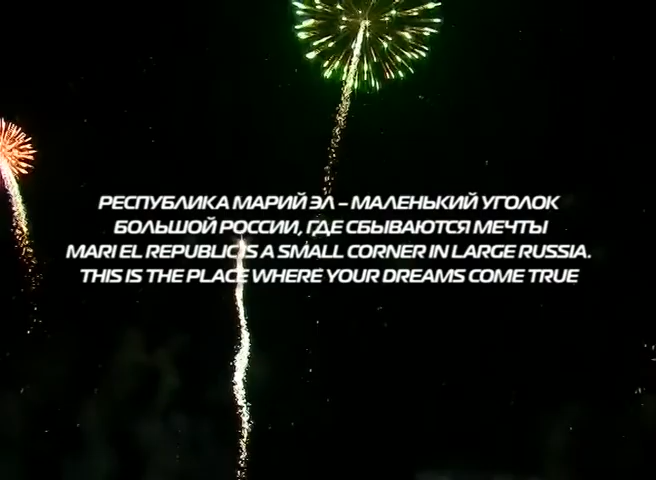 РЕСПУБЛИКА МАРИЙ ЭЛ – МАЛЕНЬКИЙ УГОЛОК
БОЛЬШОЙ РОССИИ, ГДЕ СБЫВАЮТСЯ МЕЧТЫ
MARI EL REPUBLIC IS A SMALL CORNER IN LARGE RUSSIA.
THIS IS THE PLACE WHERE YOUR DREAMS COME TRUE